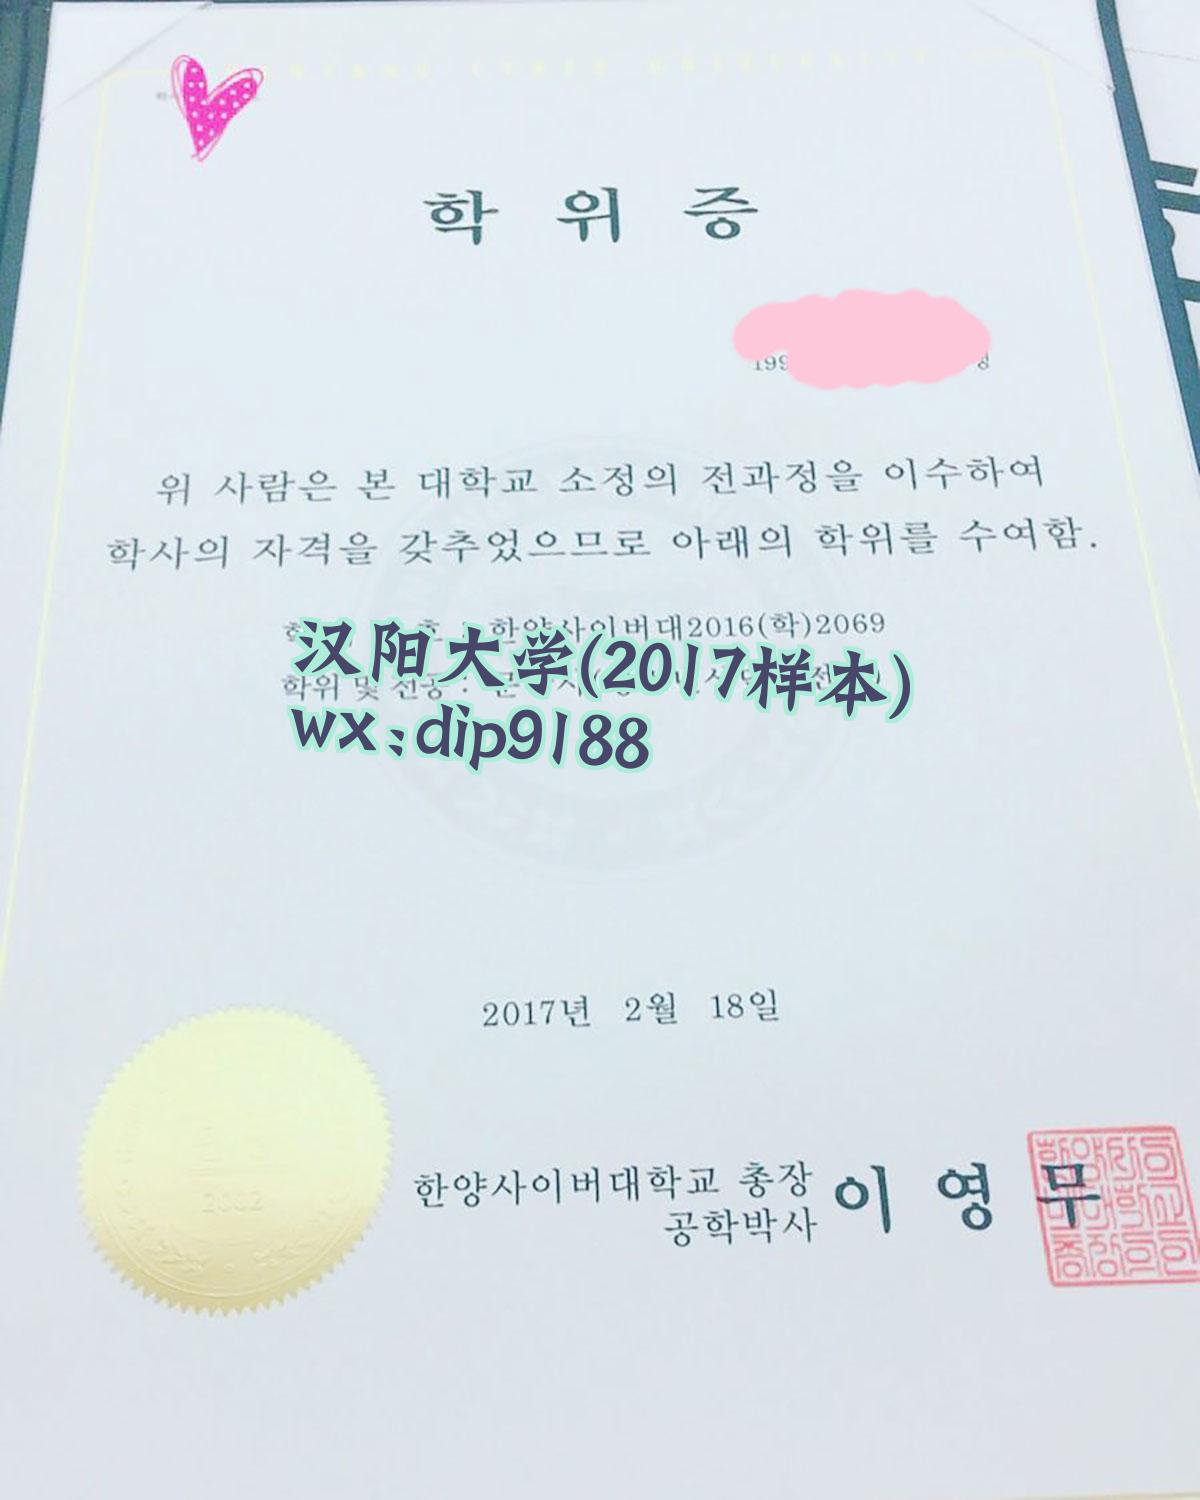 학 위 증
위 사람은 본 대학교 소정의 전과정을 이수하여
학사의 자격을 갖추었으므로 아래의 학위를 수여함.
한양사이버대2016(학)2069
학위 및 전공 :
汉阳大学(2017样本)
wx:dip9188
2017년 2월 18일
한양사이버대학교 총장
공학박사
이 영 무
2002